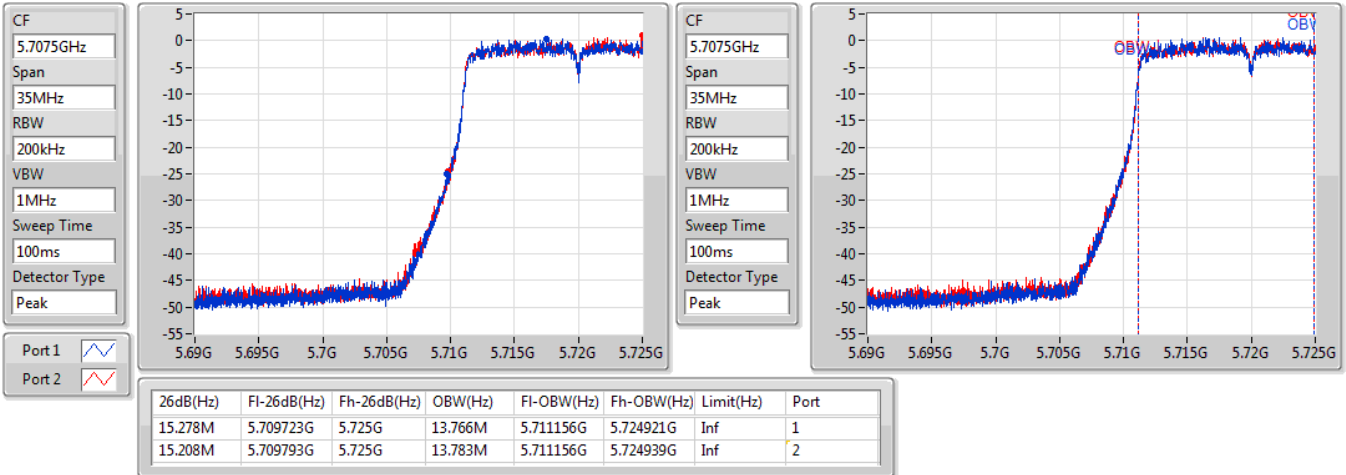 CF
5.7075GHz
Span
35MHz
RBW
200kHz
VBW
1MHz
Sweep Time
100ms
Detector Type
Peak
5
0
-5
-10
-15
-20
-25
-30
-35
-40
-45
-50
-55
5.69G 5.695G 5.7G 5.705G 5.71G 5.715G 5.72G 5.725G
CF
5.7075GHz
Span
35MHz
RBW
200kHz
VBW
1MHz
Sweep Time
100ms
Detector Type
Peak
5
0
-5
-10
-15
-20
-25
-30
-35
-40
-45
-50
-55
OBW
OBW
OBW
OBW
5.69G 5.695G 5.7G 5.705G 5.71G 5.715G 5.72G 5.725G
Port 1
Port 2
26dB(Hz) Fl-26dB(Hz) Fh-26dB(Hz) OBW(Hz) Fl-OBW(Hz) Fh-OBW(Hz) Limit(Hz) Port
15.278M 5.709723G 5.725G 13.766M 5.711156G 5.724921G Inf 1
15.208M 5.709793G 5.725G 13.783M 5.711156G 5.724939G Inf 2